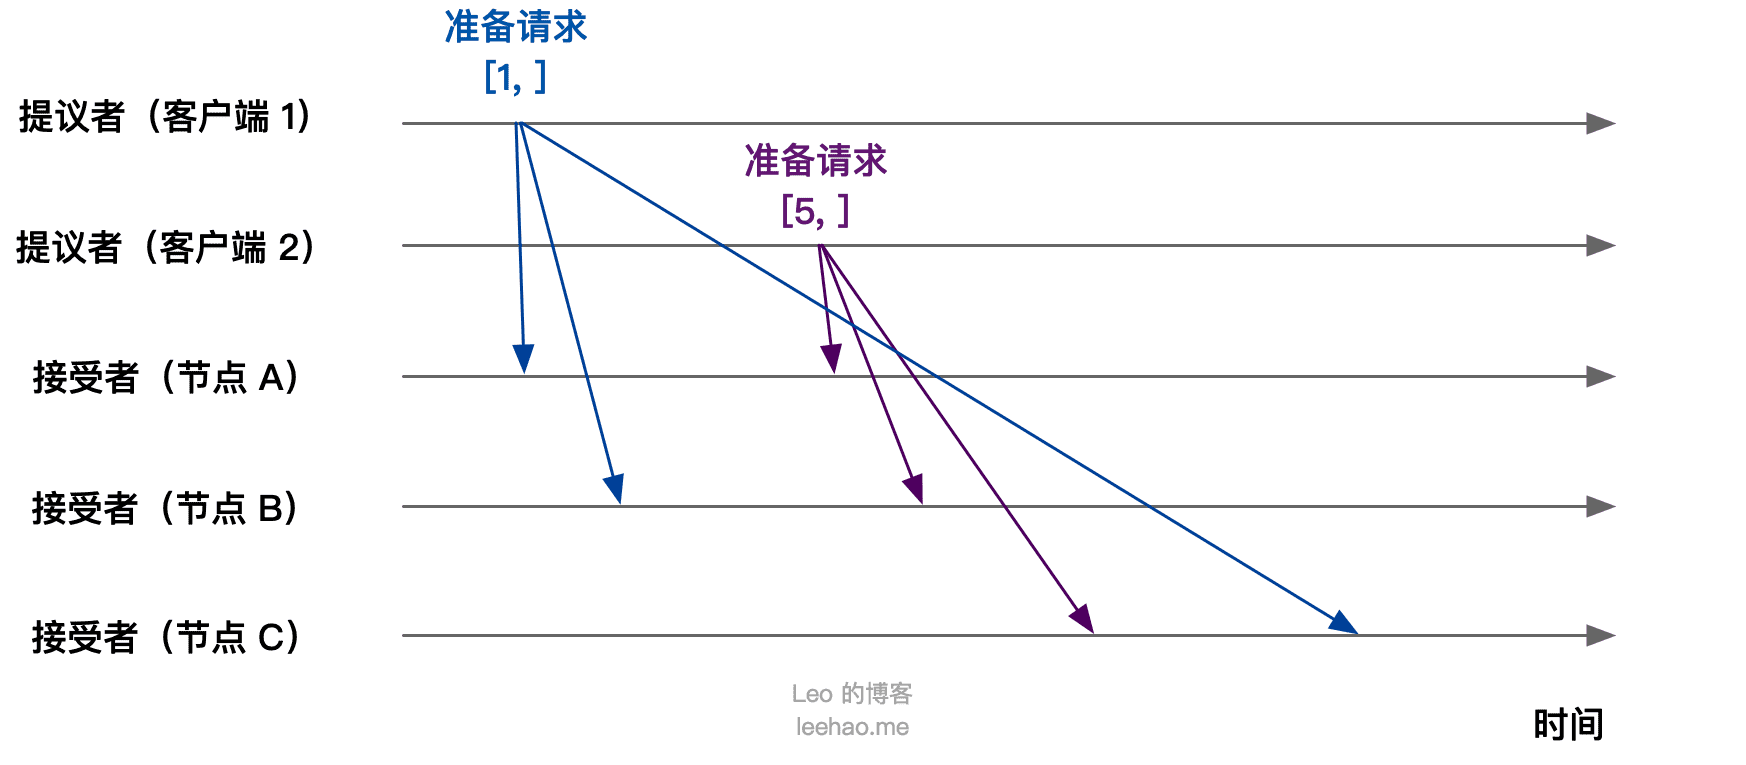 准备请求
[1, ]
提议者（客户端 1）
准备请求
[5, ]
提议者（客户端 2）
接受者（节点 A）
接受者（节点 B）
接受者（节点 C）
Leo 的博客
leehao.me
时间